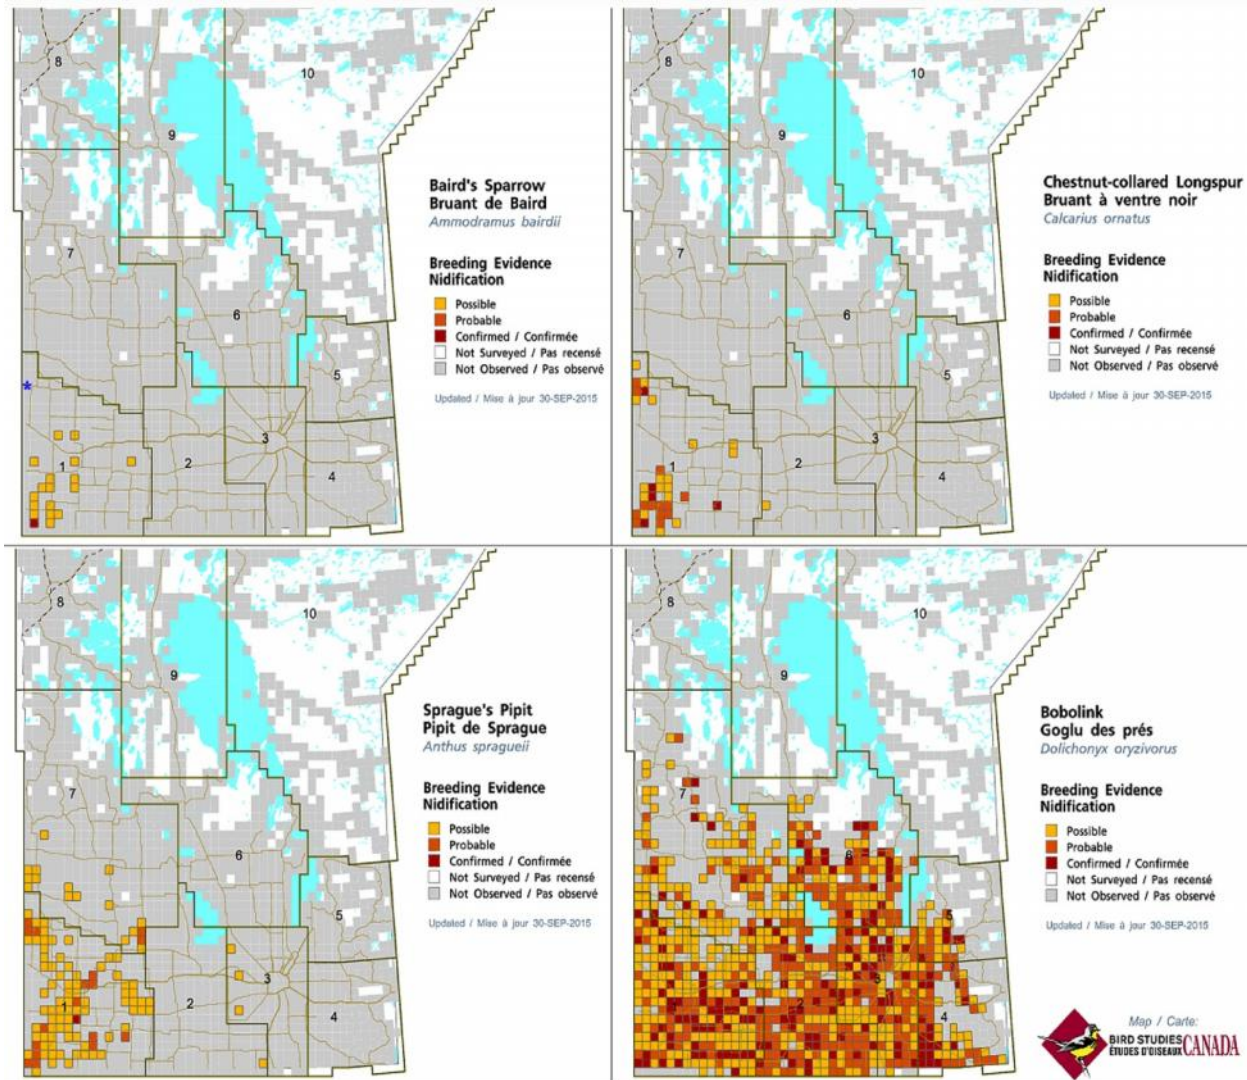 8
10
9
7
6
5
3
1
2
4
*
Baird's Sparrow
Bruant de Baird
Ammodramus bairdii
Breeding Evidence
Nidification
Possible
Probable
Confirmed / Confirmée
Not Surveyed / Pas recensé
Not Observed / Pas observé
Updated / Mise à jour 30-SEP-2015
8
10
9
7
6
5
3
1
2
4
Chestnut-collared Longspur
Bruant à ventre noir
Calcarius ornatus
Breeding Evidence
Nidification
Possible
Probable
Confirmed / Confirmée
Not Surveyed / Pas recensé
Not Observed / Pas observé
Updated / Mise à jour 30-SEP-2015
8
10
9
7
6
5
3
1
2
4
Sprague's Pipit
Pipit de Sprague
Anthus spragueii
Breeding Evidence
Nidification
Possible
Probable
Confirmed / Confirmée
Not Surveyed / Pas recensé
Not Observed / Pas observé
Updated / Mise à jour 30-SEP-2015
8
10
9
7
6
5
3
4
Bobolink
Goglu des prés
Dolichonyx oryzivorus
Breeding Evidence
Nidification
Possible
Probable
Confirmed / Confirmée
Not Surveyed / Pas recensé
Not Observed / Pas observé
Updated / Mise à jour 30-SEP-2015
Map / Carte:
BIRD STUDIES
ÉTUDES D'OISEAUX CANADA